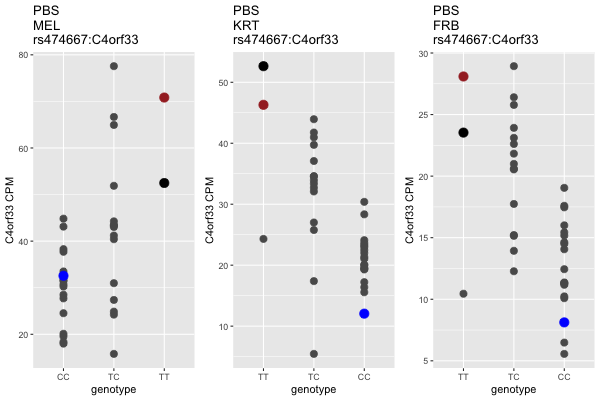 PBS
MEL
rs474667:C4orf33
C4orf33 CPM
80
60
40
20
CC
TC
TT
genotype
PBS
KRT
rs474667:C4orf33
C4orf33 CPM
50
40
30
20
10
TT
TC
CC
genotype
PBS
FRB
rs474667:C4orf33
C4orf33 CPM
30
25
20
15
10
5
TT
TC
CC
genotype